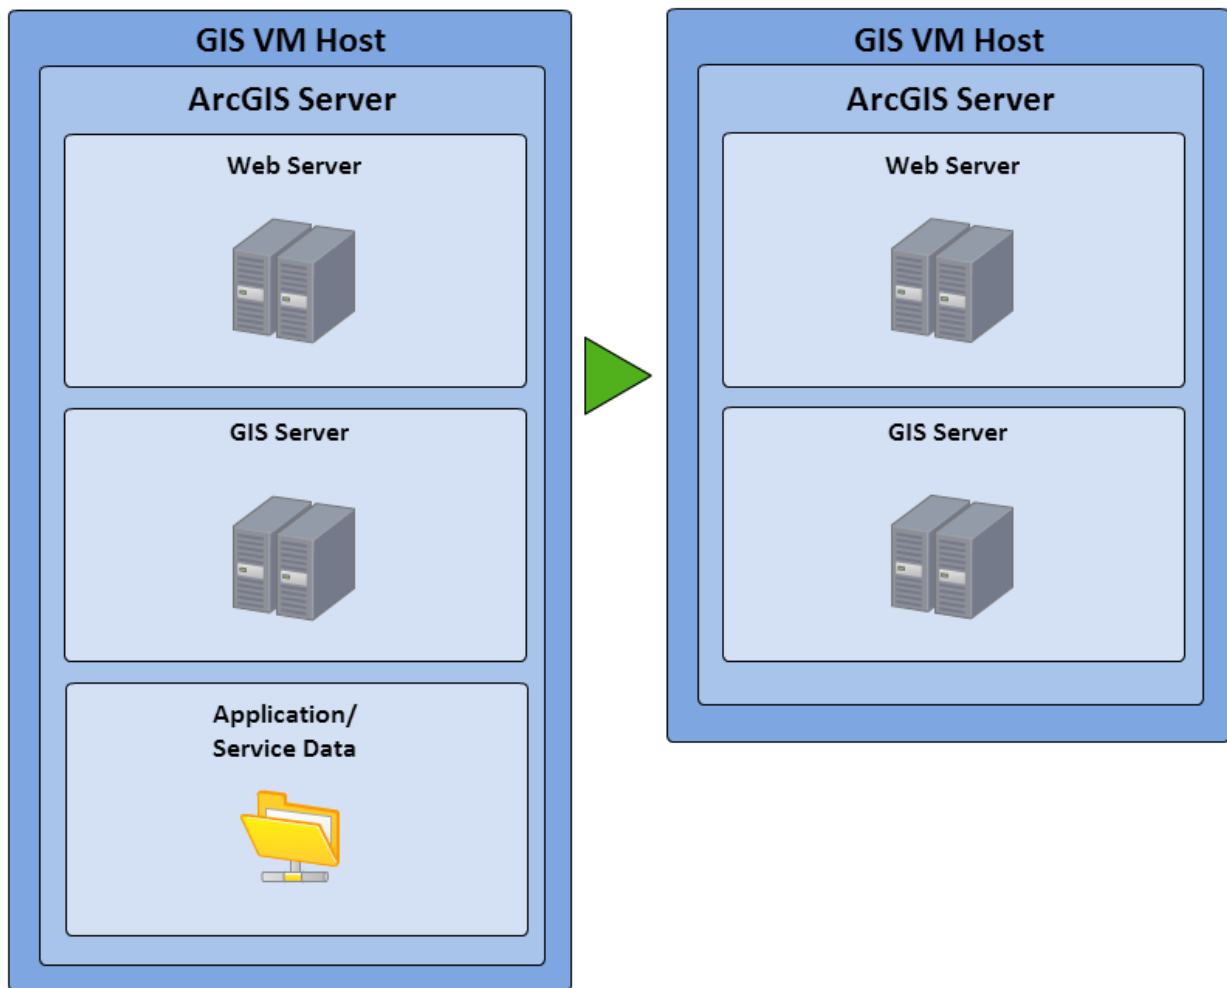 GIS VM Host
ArcGIS Server
Web Server
GIS Server
Application/
Service Data
GIS VM Host
ArcGIS Server
Web Server
GIS Server